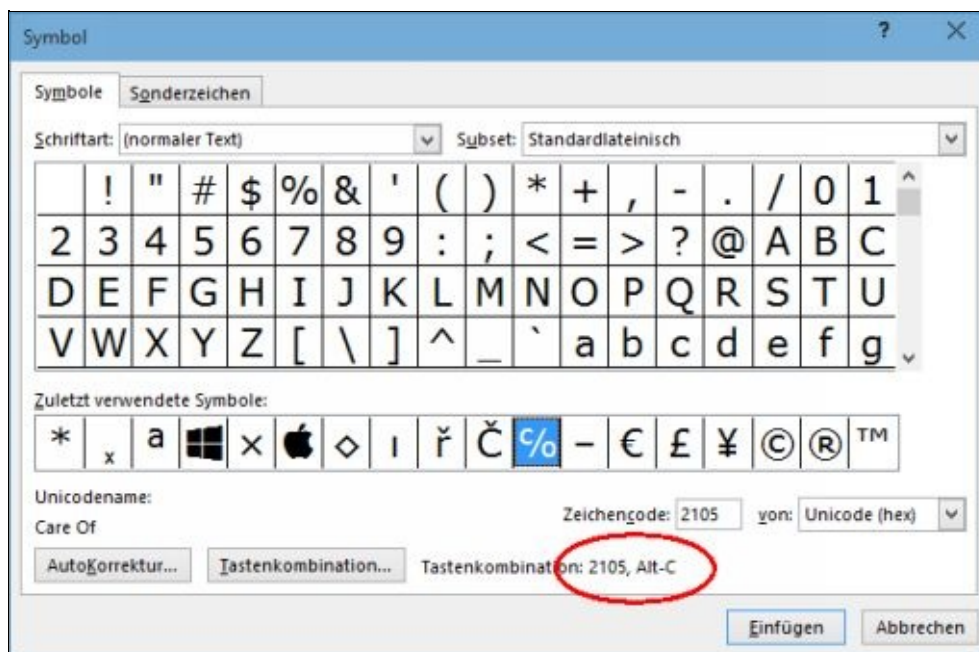 Symbol ? ×
Symbole Sonderzeichen
Schriftart: (normaler Text) Subset: Standardlateinisch
! " # $ % & ' ( ) * + , - . / 0 1
2 3 4 5 6 7 8 9 : ; < = > ? @ A B C
D E F G H I J K L M N O P Q R S T U
V W X Y Z [ \ ] ^ _ ` a b c d e f g
Zuletzt verwendete Symbole:
* ₓ ª × ◇ ı ř Č ℅ – € £ ¥ © ® ™
Unicodename:
Care Of
Zeichencode: 2105 von: Unicode (hex)
AutoKorrektur... Tastenkombination... Tastenkombination: 2105, Alt-C
Einfügen Abbrechen